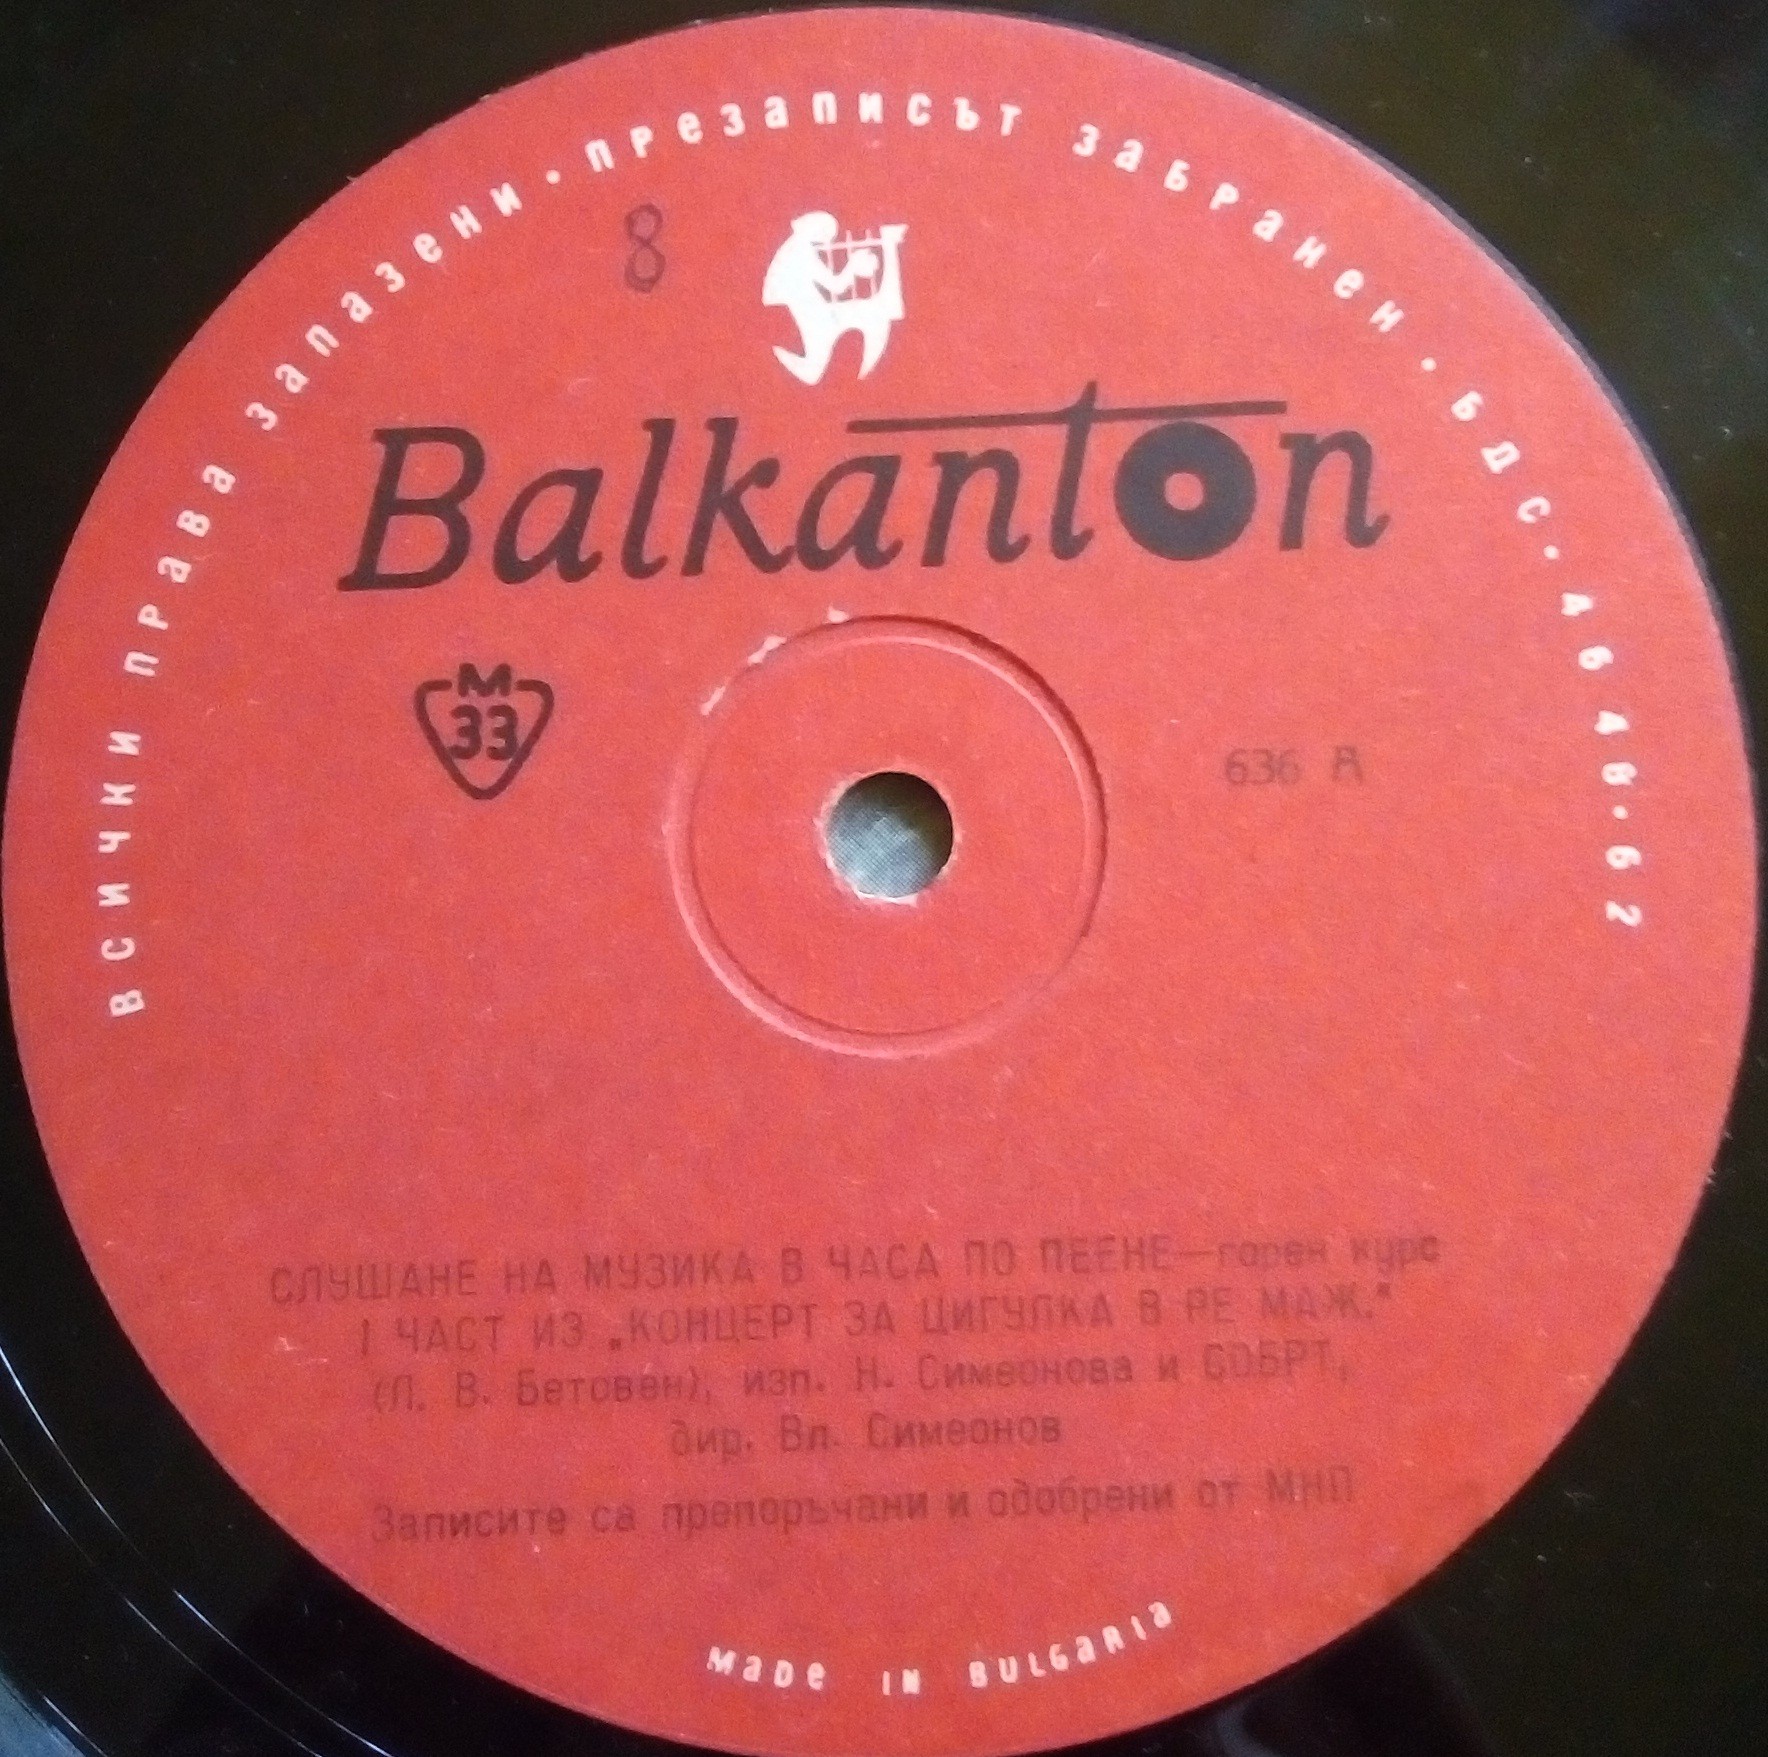 ВСИЧКИ ПРАВА ЗАПАЗЕНИ · ПРЕЗАПИСЪТ ЗАБРАНЕН · БДС · 4648 · 62
8
Balkanton
М
33
636 А
СЛУШАНЕ НА МУЗИКА В ЧАСА ПО ПЕЕНЕ—горен курс
I ЧАСТ ИЗ „КОНЦЕРТ ЗА ЦИГУЛКА В РЕ МАЖ.“
(Л. В. Бетовен), изп. Н. Симеонова и СОБРТ,
дир. Вл. Симеонов
Записите са препоръчани и одобрени от МНП
MADE IN BULGARIA